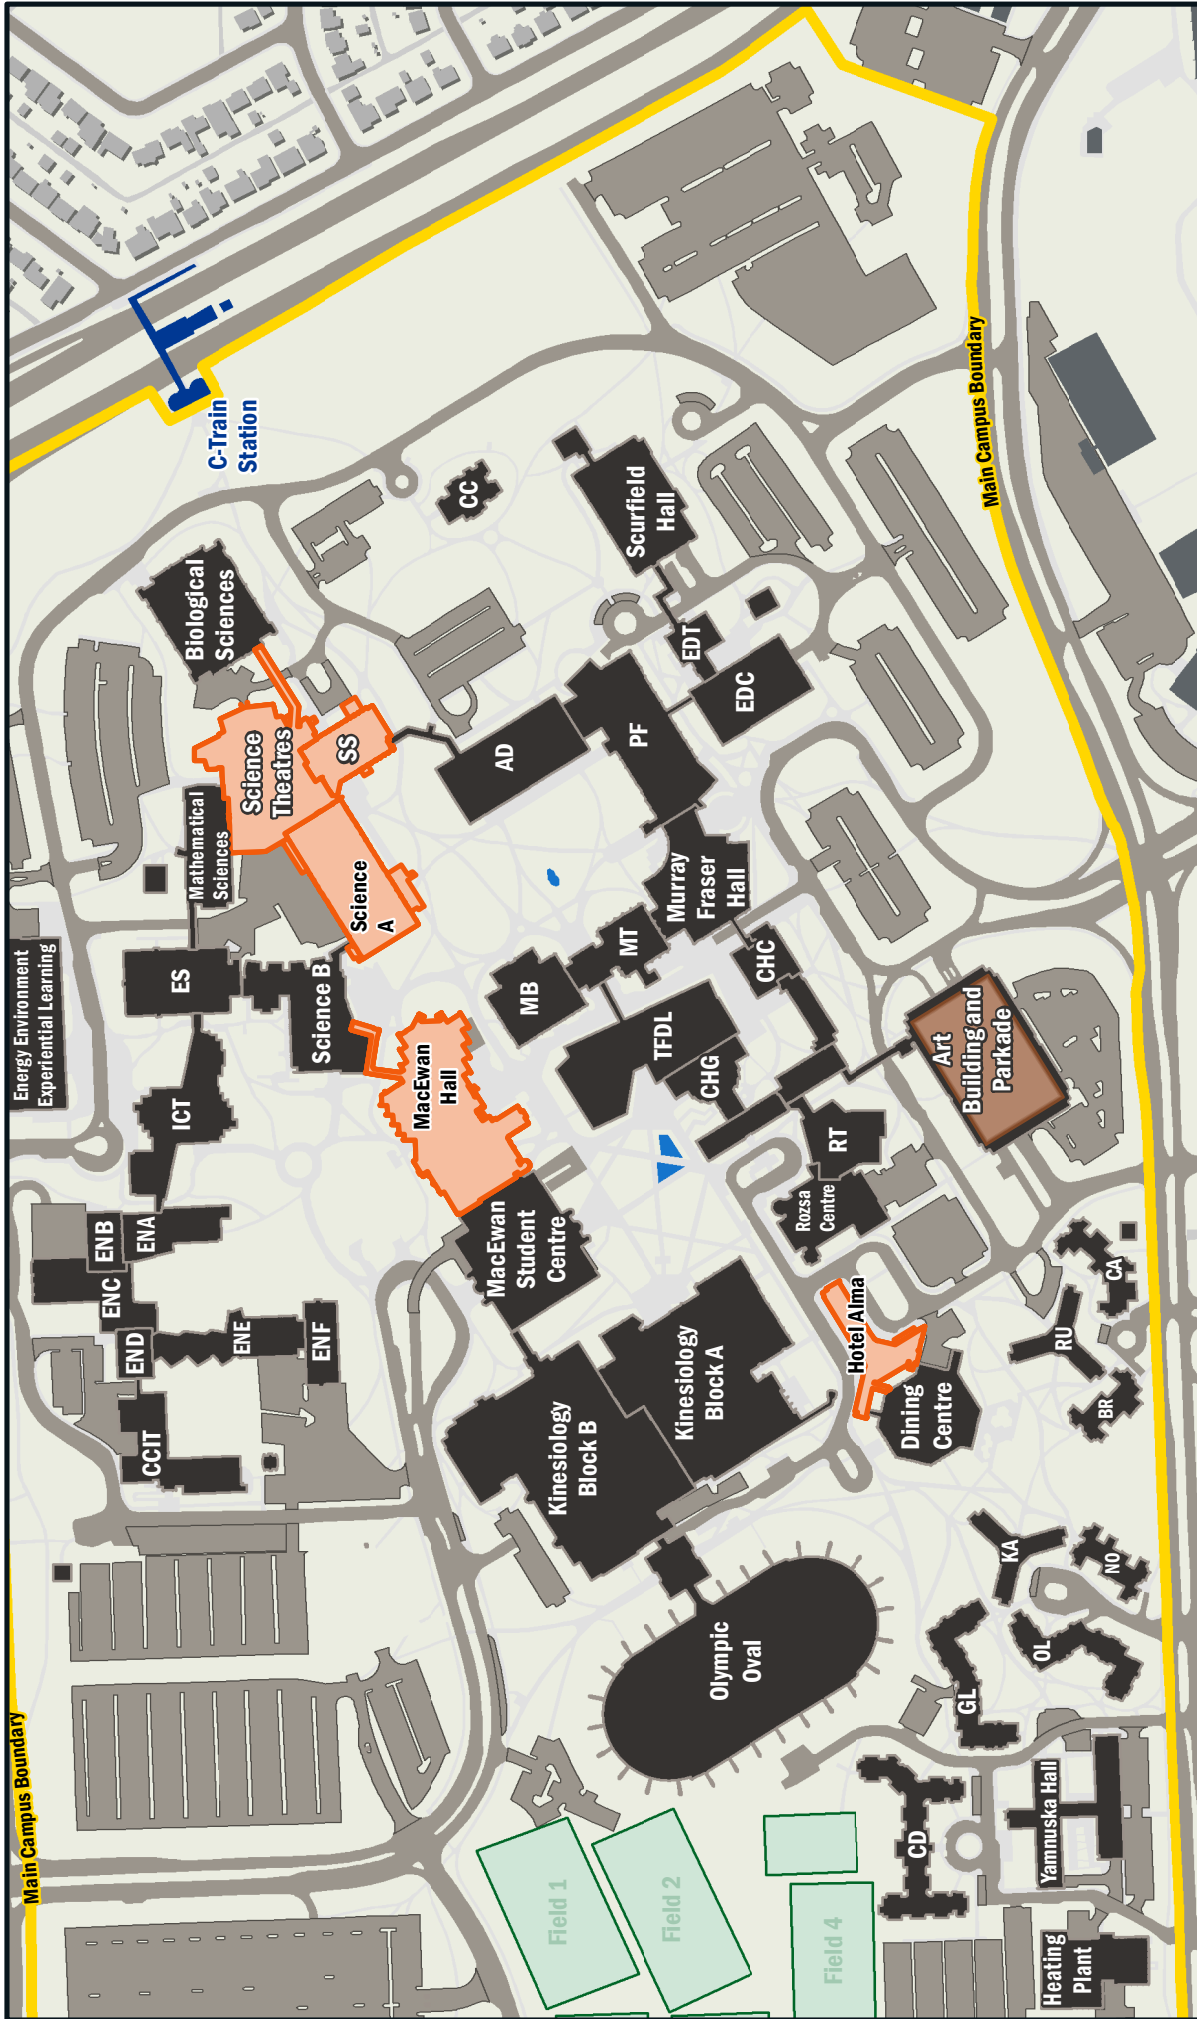 Main Campus Boundary
Energy Environment
Experiential Learning
ENB
ENC
ENA
END
CCIT
ICT
ES
Mathematical
Sciences
Biological
Sciences
C-Train
Station
ENE
ENF
Science
Theatres
SS
Science B
Science
A
MacEwan
Hall
CC
AD
MacEwan
Student
Centre
MB
Kinesiology
Block B
Field 1
MT
PF
Scurfield
Hall
TFDL
Field 2
Murray
Fraser
Hall
EDT
EDC
CHG
Kinesiology
Block A
Olympic
Oval
CHC
Rozsa
Centre
RT
Field 4
Hotel Alma
Dining
Centre
CD
Art
Building and
Parkade
Main Campus Boundary
GL
KA
OL
NO
RU
BR
CA
Yamnuska Hall
Heating
Plant